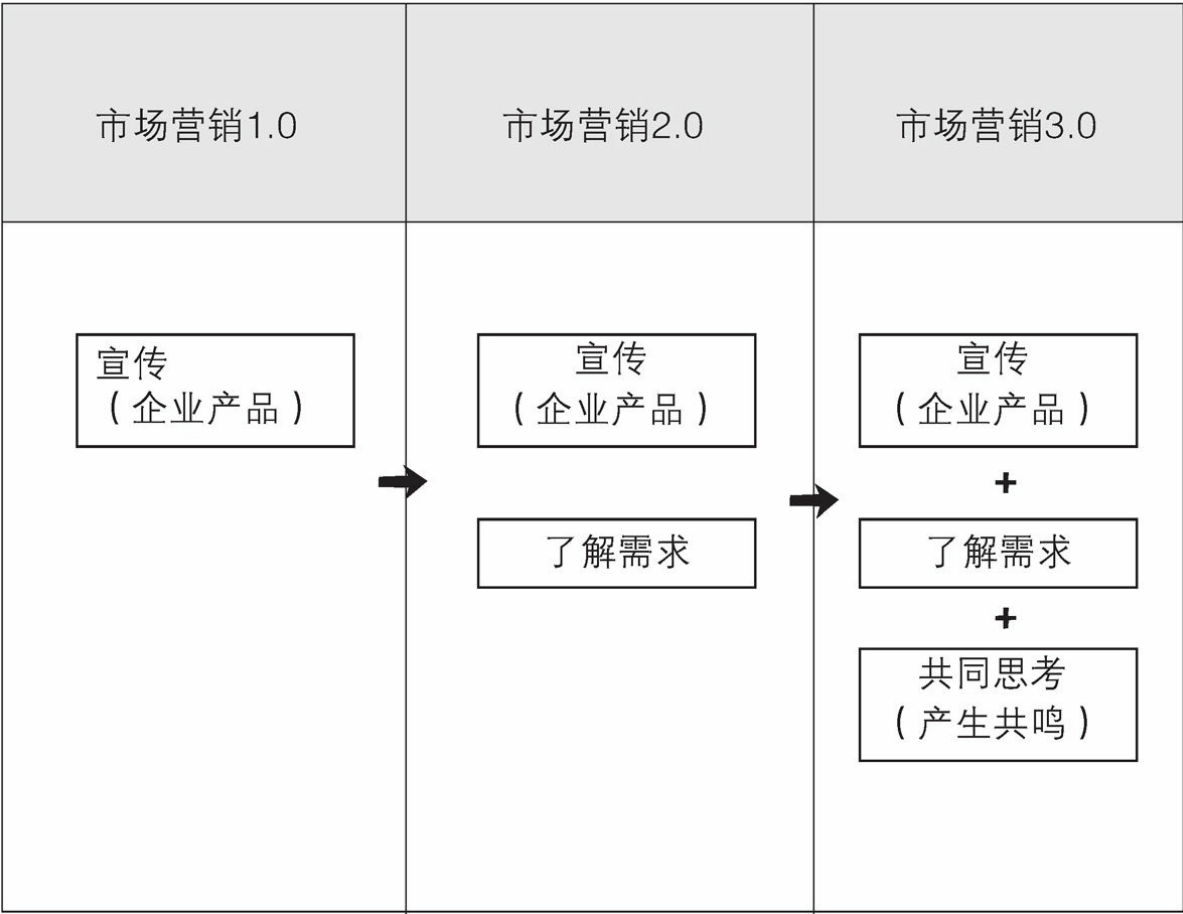 市场营销1.0
市场营销2.0
市场营销3.0
宣传
（企业产品）
宣传
（企业产品）
了解需求
宣传
（企业产品）
+
了解需求
+
共同思考
（产生共鸣）